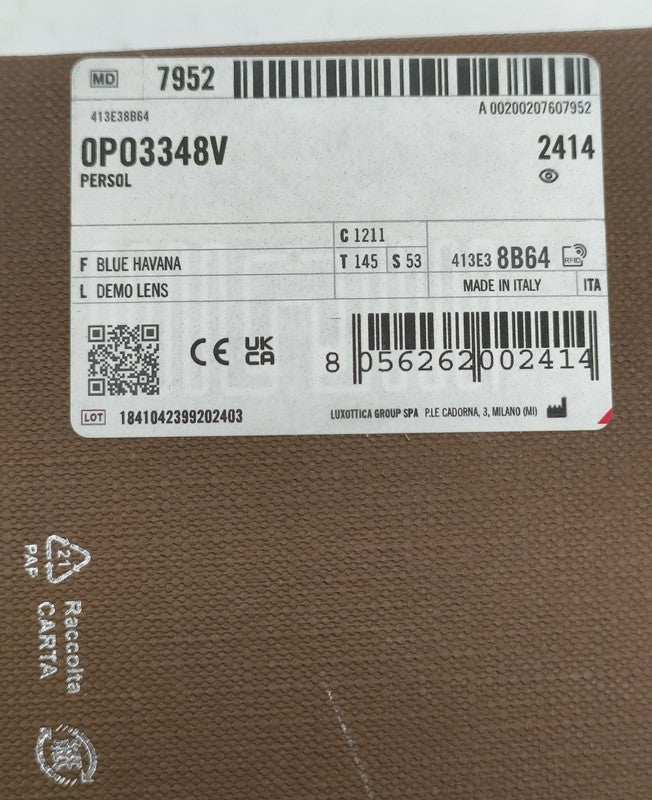 MD 7952
A 00200207607952
413E38B64
0PO3348V 2414
PERSOL
C 1211
F BLUE HAVANA T 145 S 53 413E3 8B64 RFID
L DEMO LENS MADE IN ITALY ITA
CE UK CA 8 056262 002414
LOT 1841042399202403 LUXOTTICA GROUP SPA P.LE CADORNA, 3, MILANO (MI)
21
PAP
Raccolta
CARTA